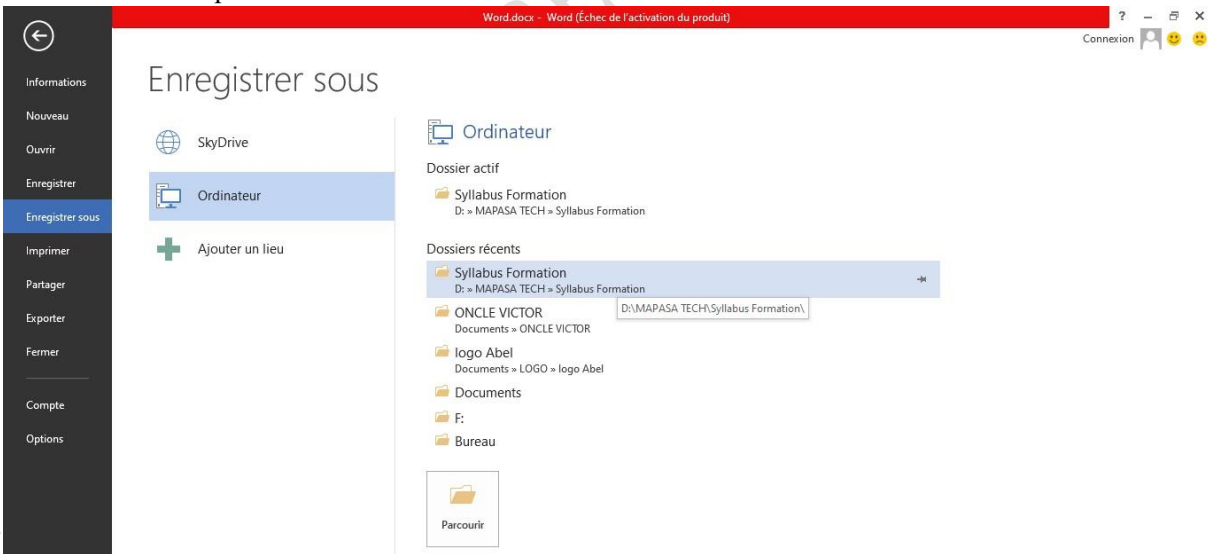 Word.docx - Word (Échec de l'activation du produit)
?
Connexion
Informations
Nouveau
Ouvrir
Enregistrer
Enregistrer sous
Imprimer
Partager
Exporter
Fermer
Compte
Options
Enregistrer sous
SkyDrive
Ordinateur
Ajouter un lieu
Ordinateur
Dossier actif
Syllabus Formation
D: » MAPASA TECH » Syllabus Formation
Dossiers récents
Syllabus Formation
D: » MAPASA TECH » Syllabus Formation
D:\MAPASA TECH\Syllabus Formation\
ONCLE VICTOR
Documents » ONCLE VICTOR
logo Abel
Documents » LOGO » logo Abel
Documents
F:
Bureau
Parcourir